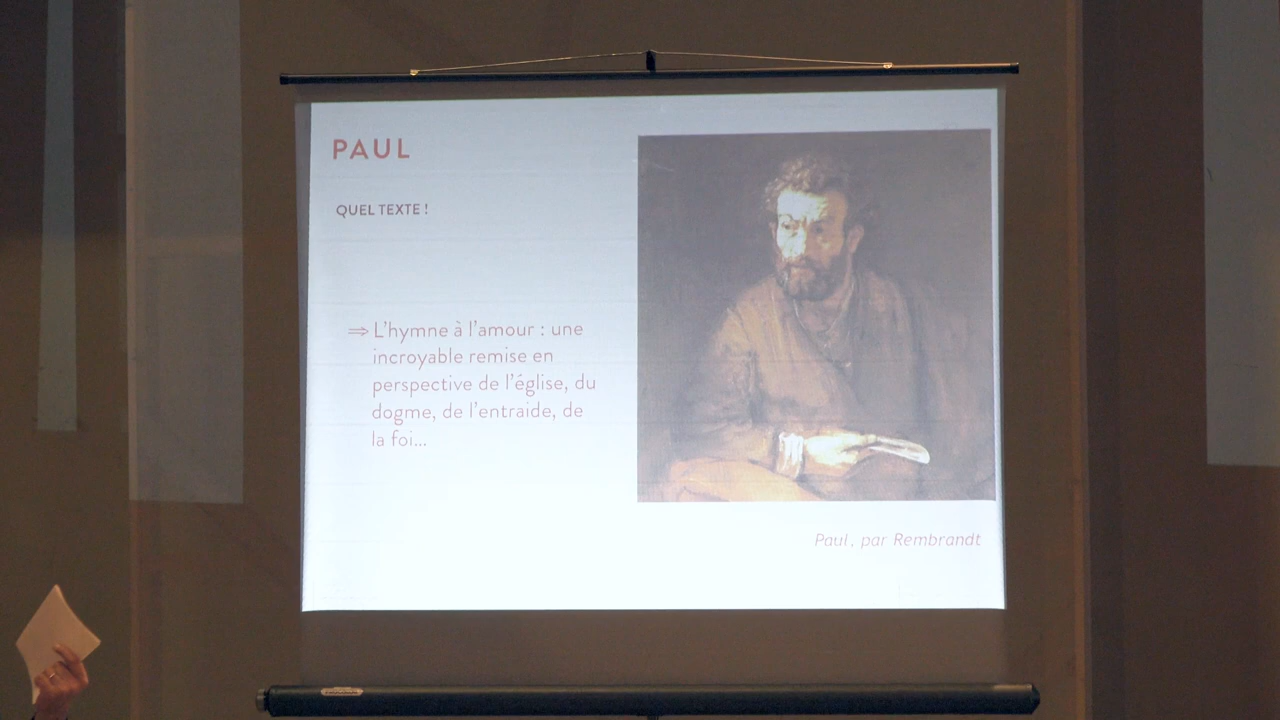 PAUL
QUEL TEXTE !
⇒ L'hymne à l'amour : une
incroyable remise en
perspective de l'église, du
dogme, de l'entraide, de
la foi...
Paul, par Rembrandt